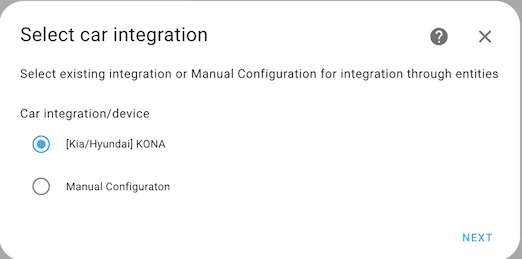 Select car integration
Select existing integration or Manual Configuration for integration through entities
Car integration/device
[Kia/Hyundai] KONA
Manual Configuraton
NEXT